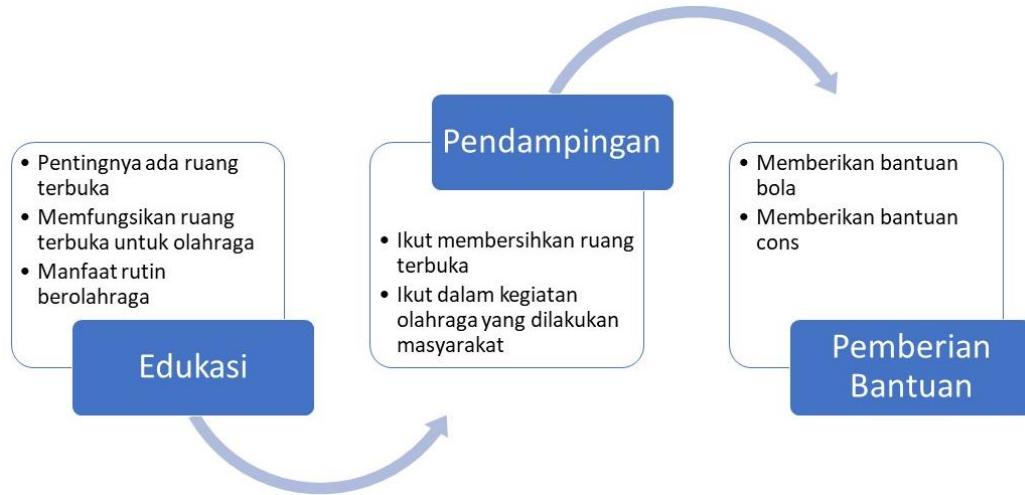 • Pentingnya ada ruang
terbuka
• Memfungsikan ruang
terbuka untuk olahraga
• Manfaat rutin
berolahraga
Edukasi
Pendampingan
• Ikut membersihkan ruang
terbuka
• Ikut dalam kegiatan
olahraga yang dilakukan
masyarakat
• Memberikan bantuan
bola
• Memberikan bantuan
cons
Pemberian
Bantuan